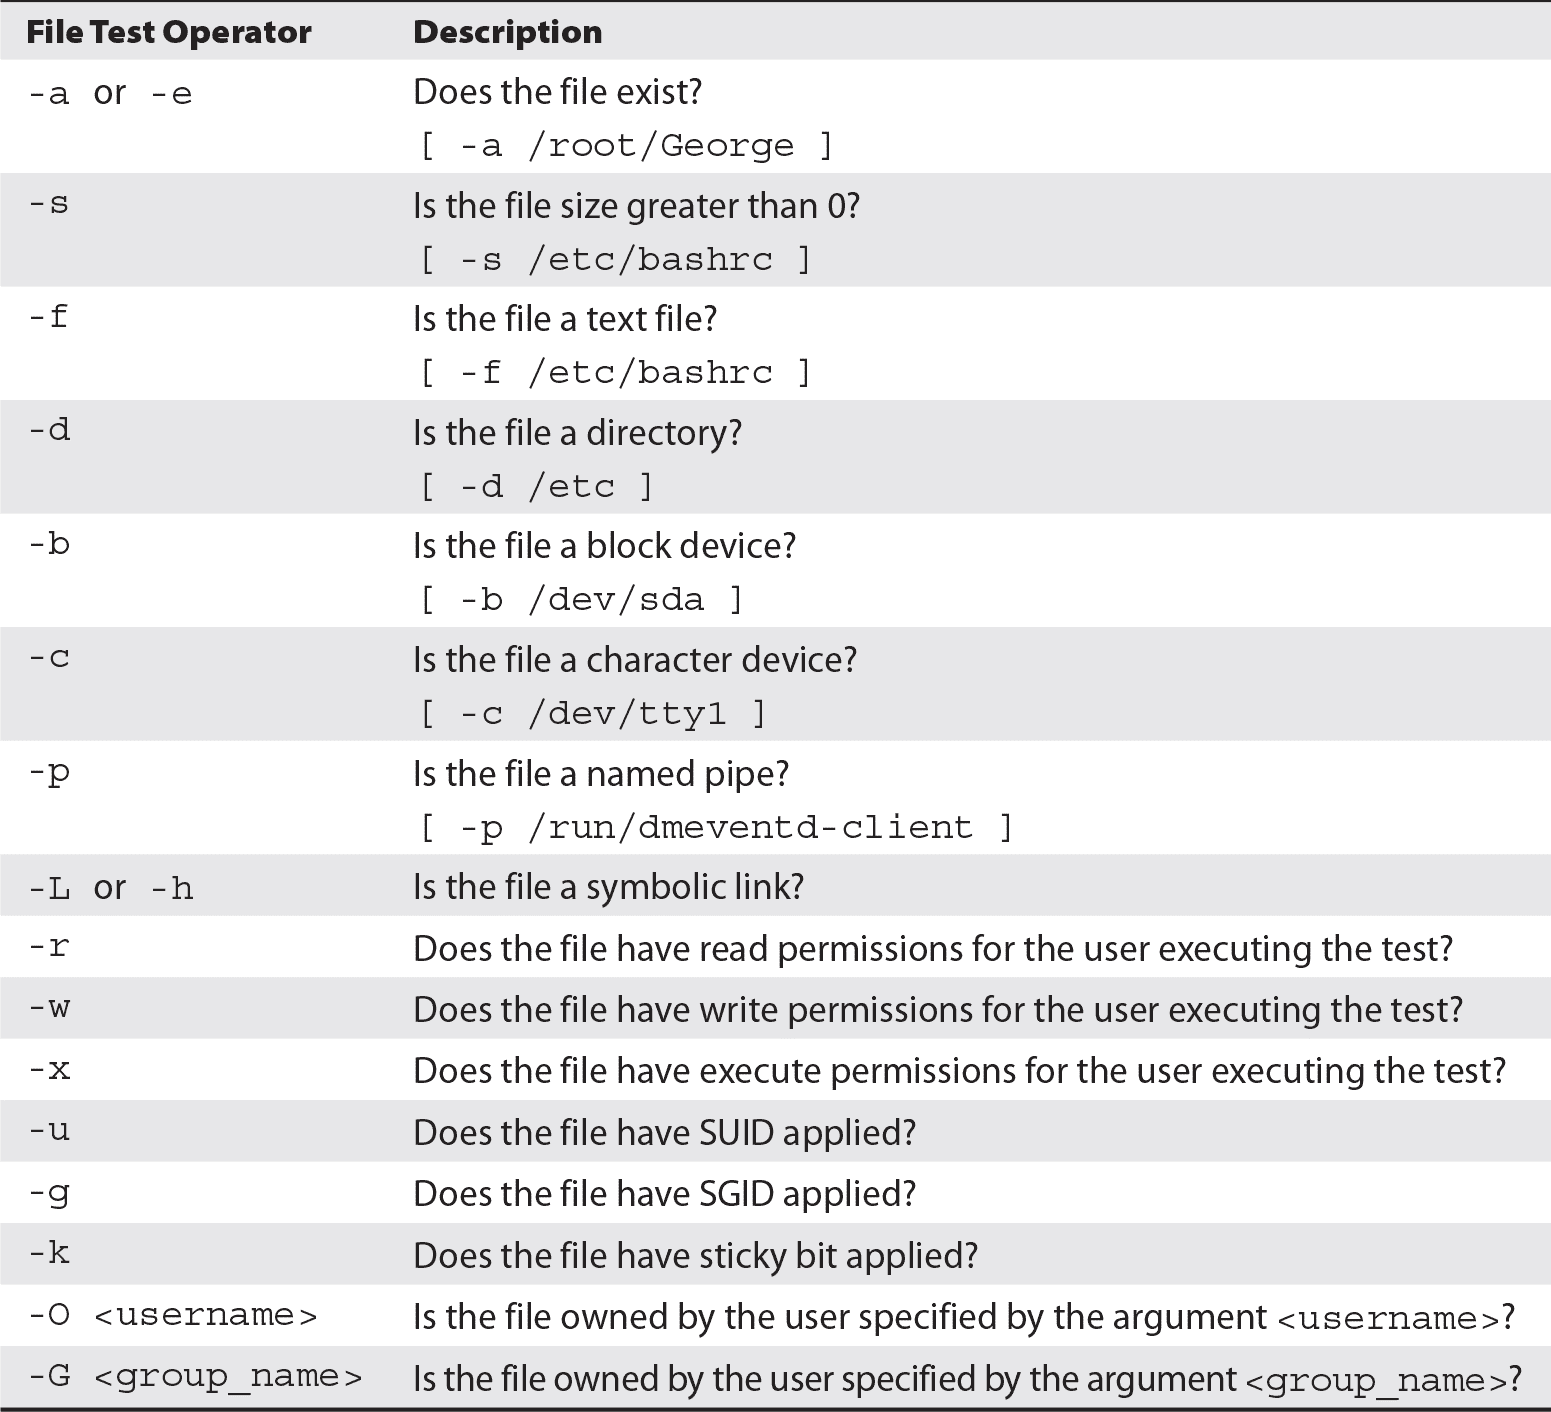 File Test Operator Description
-a or -e Does the file exist?
[ -a /root/George ]
-s Is the file size greater than 0?
[ -s /etc/bashrc ]
-f Is the file a text file?
[ -f /etc/bashrc ]
-d Is the file a directory?
[ -d /etc ]
-b Is the file a block device?
[ -b /dev/sda ]
-c Is the file a character device?
[ -c /dev/tty1 ]
-p Is the file a named pipe?
[ -p /run/dmeventd-client ]
-L or -h Is the file a symbolic link?
-r Does the file have read permissions for the user executing the test?
-w Does the file have write permissions for the user executing the test?
-x Does the file have execute permissions for the user executing the test?
-u Does the file have SUID applied?
-g Does the file have SGID applied?
-k Does the file have sticky bit applied?
-O <username> Is the file owned by the user specified by the argument <username>?
-G <group_name> Is the file owned by the user specified by the argument <group_name>?